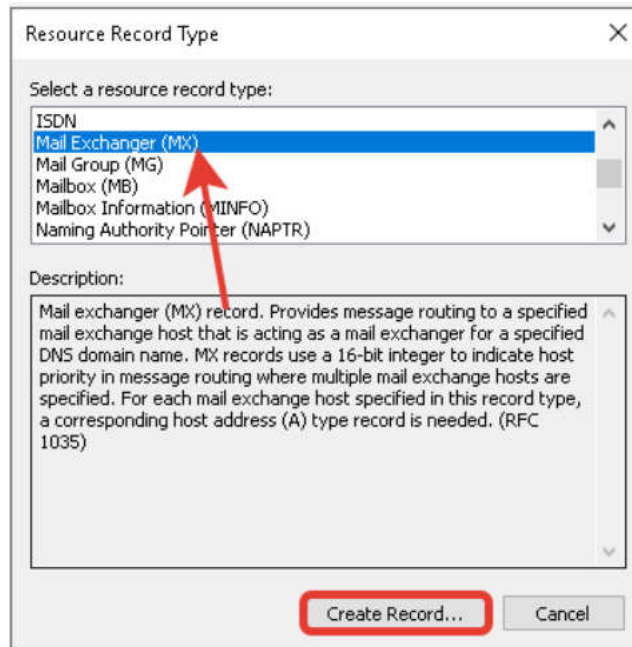 Resource Record Type
Select a resource record type:
ISDN
Mail Exchanger (MX)
Mail Group (MG)
Mailbox (MB)
Mailbox Information (MINFO)
Naming Authority Pointer (NAPTR)
Description:
Mail exchanger (MX) record. Provides message routing to a specified
mail exchange host that is acting as a mail exchanger for a specified
DNS domain name. MX records use a 16-bit integer to indicate host
priority in message routing where multiple mail exchange hosts are
specified. For each mail exchange host specified in this record type,
a corresponding host address (A) type record is needed. (RFC
1035)
Create Record...
Cancel